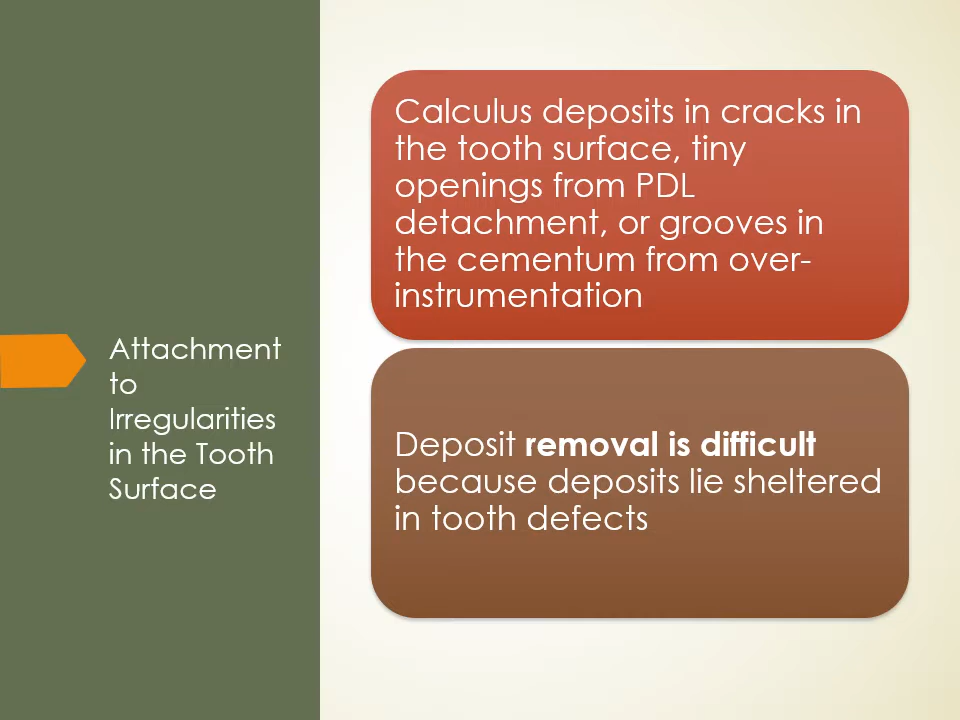 Attachment
to
Irregularities
in the Tooth
Surface
Calculus deposits in cracks in
the tooth surface, tiny
openings from PDL
detachment, or grooves in
the cementum from over-
instrumentation
Deposit removal is difficult
because deposits lie sheltered
in tooth defects